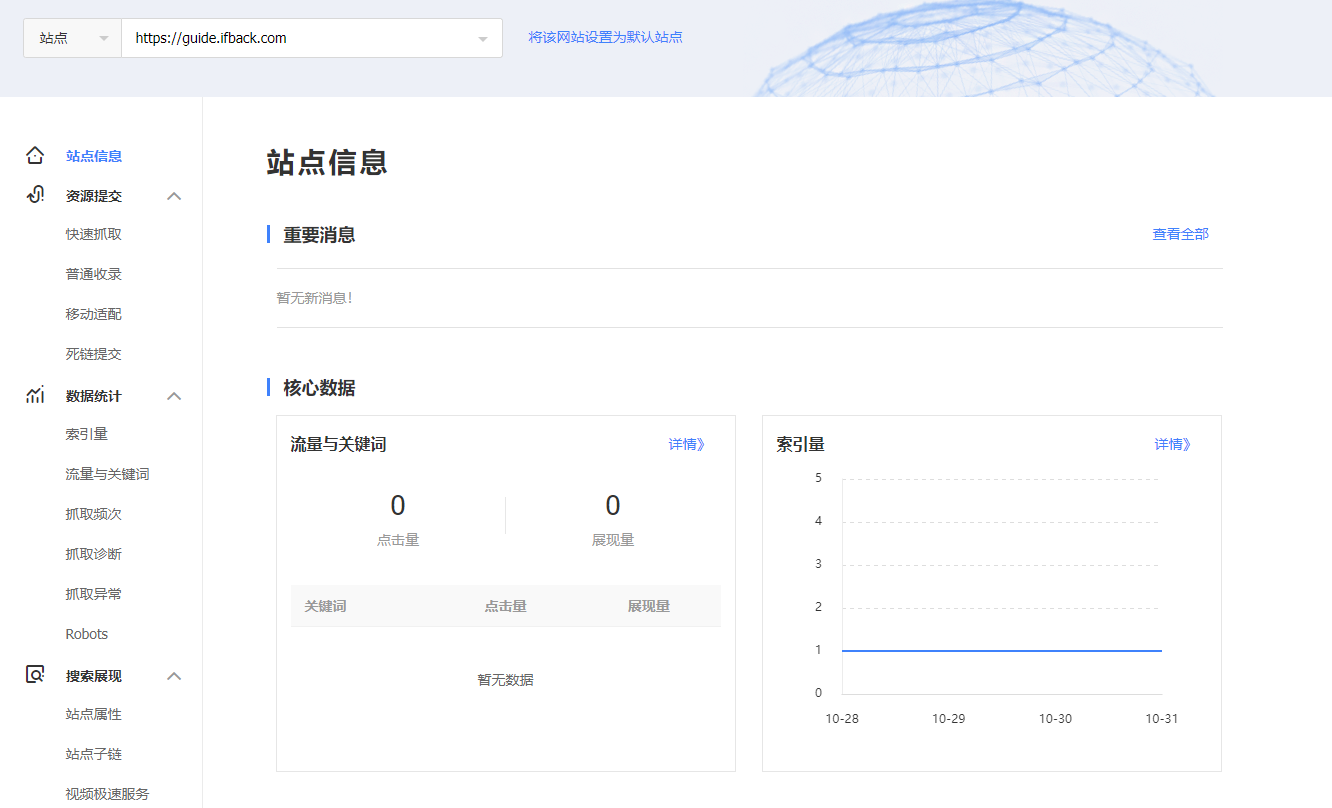 站点
https://guide.ifback.com
将该网站设置为默认站点
站点信息
资源提交
快速抓取
普通收录
移动适配
死链提交
数据统计
索引量
流量与关键词
抓取频次
抓取诊断
抓取异常
Robots
搜索展现
站点属性
站点子链
视频极速服务
站点信息
重要消息
查看全部
暂无新消息！
核心数据
流量与关键词
详情》
0
0
点击量
展现量
关键词 点击量 展现量
暂无数据
索引量
详情》
5
4
3
2
1
0
10-28 10-29 10-30 10-31